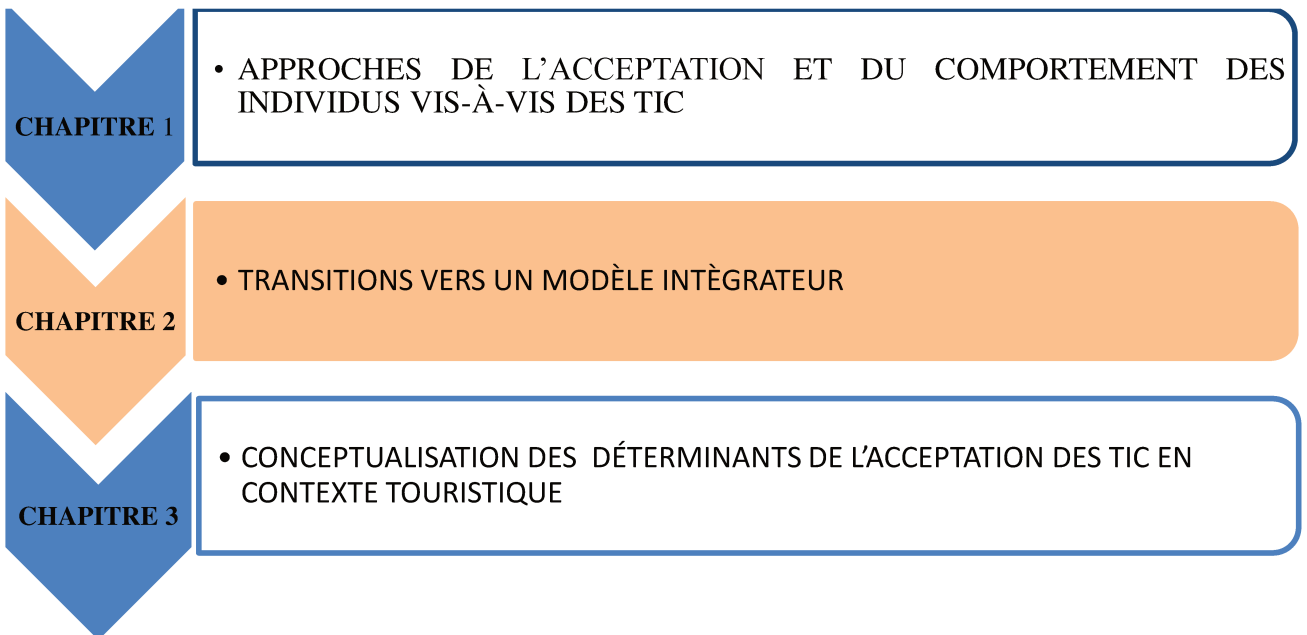 CHAPITRE 1
• APPROCHES DE L’ACCEPTATION ET DU COMPORTEMENT DES
INDIVIDUS VIS-À-VIS DES TIC
CHAPITRE 2
• TRANSITIONS VERS UN MODÈLE INTÈGRATEUR
CHAPITRE 3
• CONCEPTUALISATION DES DÉTERMINANTS DE L’ACCEPTATION DES TIC EN
CONTEXTE TOURISTIQUE